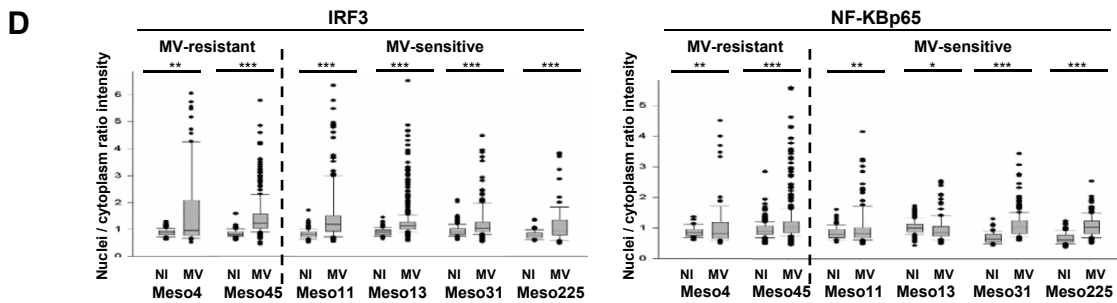 D
IRF3
MV-resistant MV-sensitive
** *** *** *** *** ***
Nuclei / cytoplasm ratio intensity
6
5
4
3
2
1
0
NI MV NI MV NI MV NI MV NI MV NI MV
Meso4 Meso45 Meso11 Meso13 Meso31 Meso225
NF-KBp65
MV-resistant MV-sensitive
** *** ** * *** ***
Nuclei / cytoplasm ratio intensity
5
4
3
2
1
0
NI MV NI MV NI MV NI MV NI MV NI MV
Meso4 Meso45 Meso11 Meso13 Meso31 Meso225